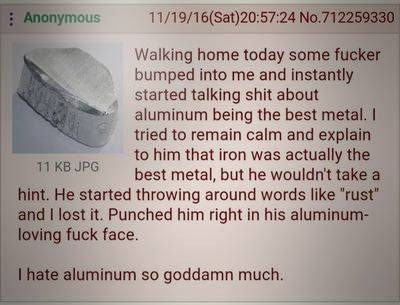 Anonymous 11/19/16(Sat)20:57:24 No.712259330
Walking home today some fucker
bumped into me and instantly
started talking shit about
aluminum being the best metal. I
tried to remain calm and explain
to him that iron was actually the
best metal, but he wouldn't take a
11 KB JPG
hint. He started throwing around words like "rust"
and I lost it. Punched him right in his aluminum-
loving fuck face.
I hate aluminum so goddamn much.